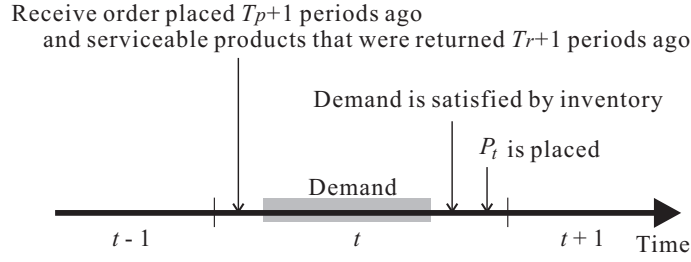 Receive order placed Tp+1 periods ago
and serviceable products that were returned Tr+1 periods ago
Demand is satisfied by inventory
P_t is placed
Demand
t - 1
t
t + 1
Time